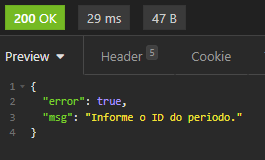 200 OK 29 ms 47 B
Preview Header 5 Cookie
1 {
2 "error": true,
3 "msg": "Informe o ID do periodo."
4 }